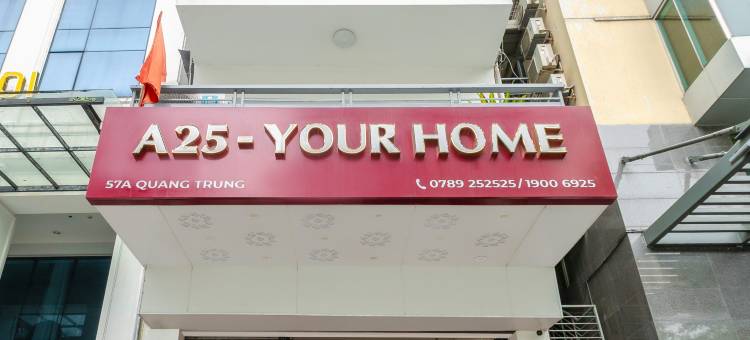 A25 - YOUR HOME
57A QUANG TRUNG
0789 252525 / 1900 6925